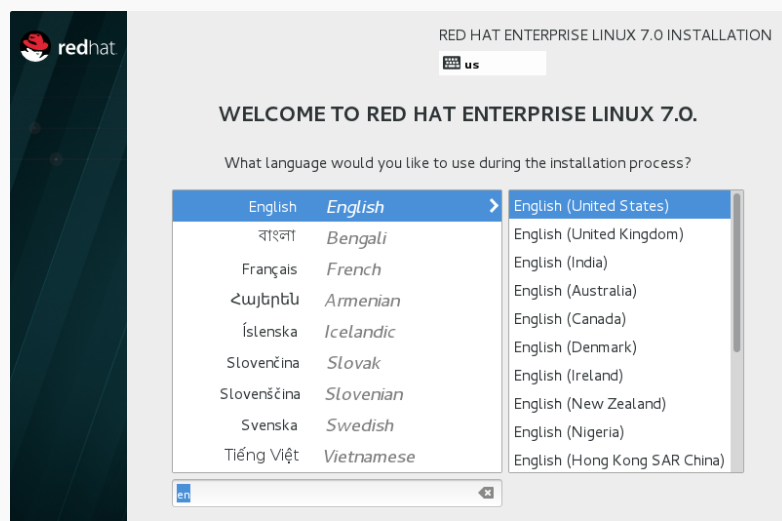 redhat.
RED HAT ENTERPRISE LINUX 7.0 INSTALLATION
us
WELCOME TO RED HAT ENTERPRISE LINUX 7.0.
What language would you like to use during the installation process?
English English
বাংলা Bengali
Français French
Հայերեն Armenian
Íslenska Icelandic
Slovenčina Slovak
Slovenščina Slovenian
Svenska Swedish
Tiếng Việt Vietnamese
English (United States)
English (United Kingdom)
English (India)
English (Australia)
English (Canada)
English (Denmark)
English (Ireland)
English (New Zealand)
English (Nigeria)
English (Hong Kong SAR China)
en